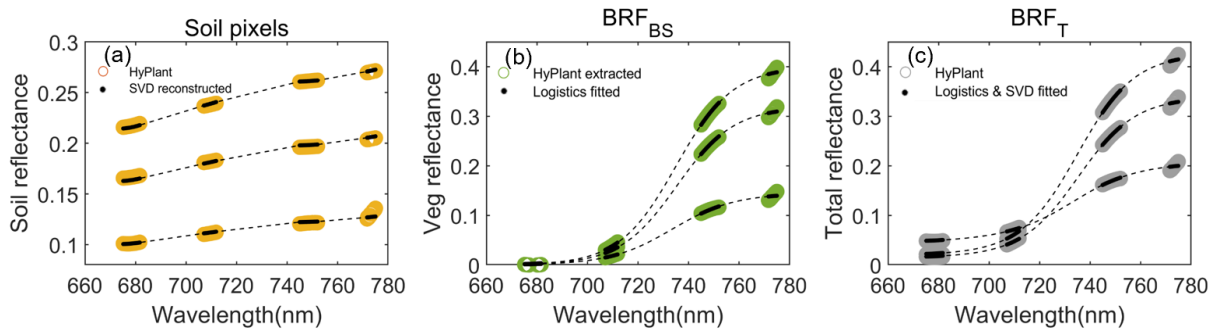 Soil pixels
(a)
HyPlant
SVD reconstructed
Soil reflectance
0.3
0.25
0.2
0.15
0.1
660 680 700 720 740 760 780
Wavelength(nm)
BRF_BS
(b)
HyPlant extracted
Logistics fitted
Veg reflectance
0.4
0.3
0.2
0.1
0
660 680 700 720 740 760 780
Wavelength(nm)
BRF_T
(c)
HyPlant
Logistics & SVD fitted
Total reflectance
0.4
0.3
0.2
0.1
0
660 680 700 720 740 760 780
Wavelength(nm)